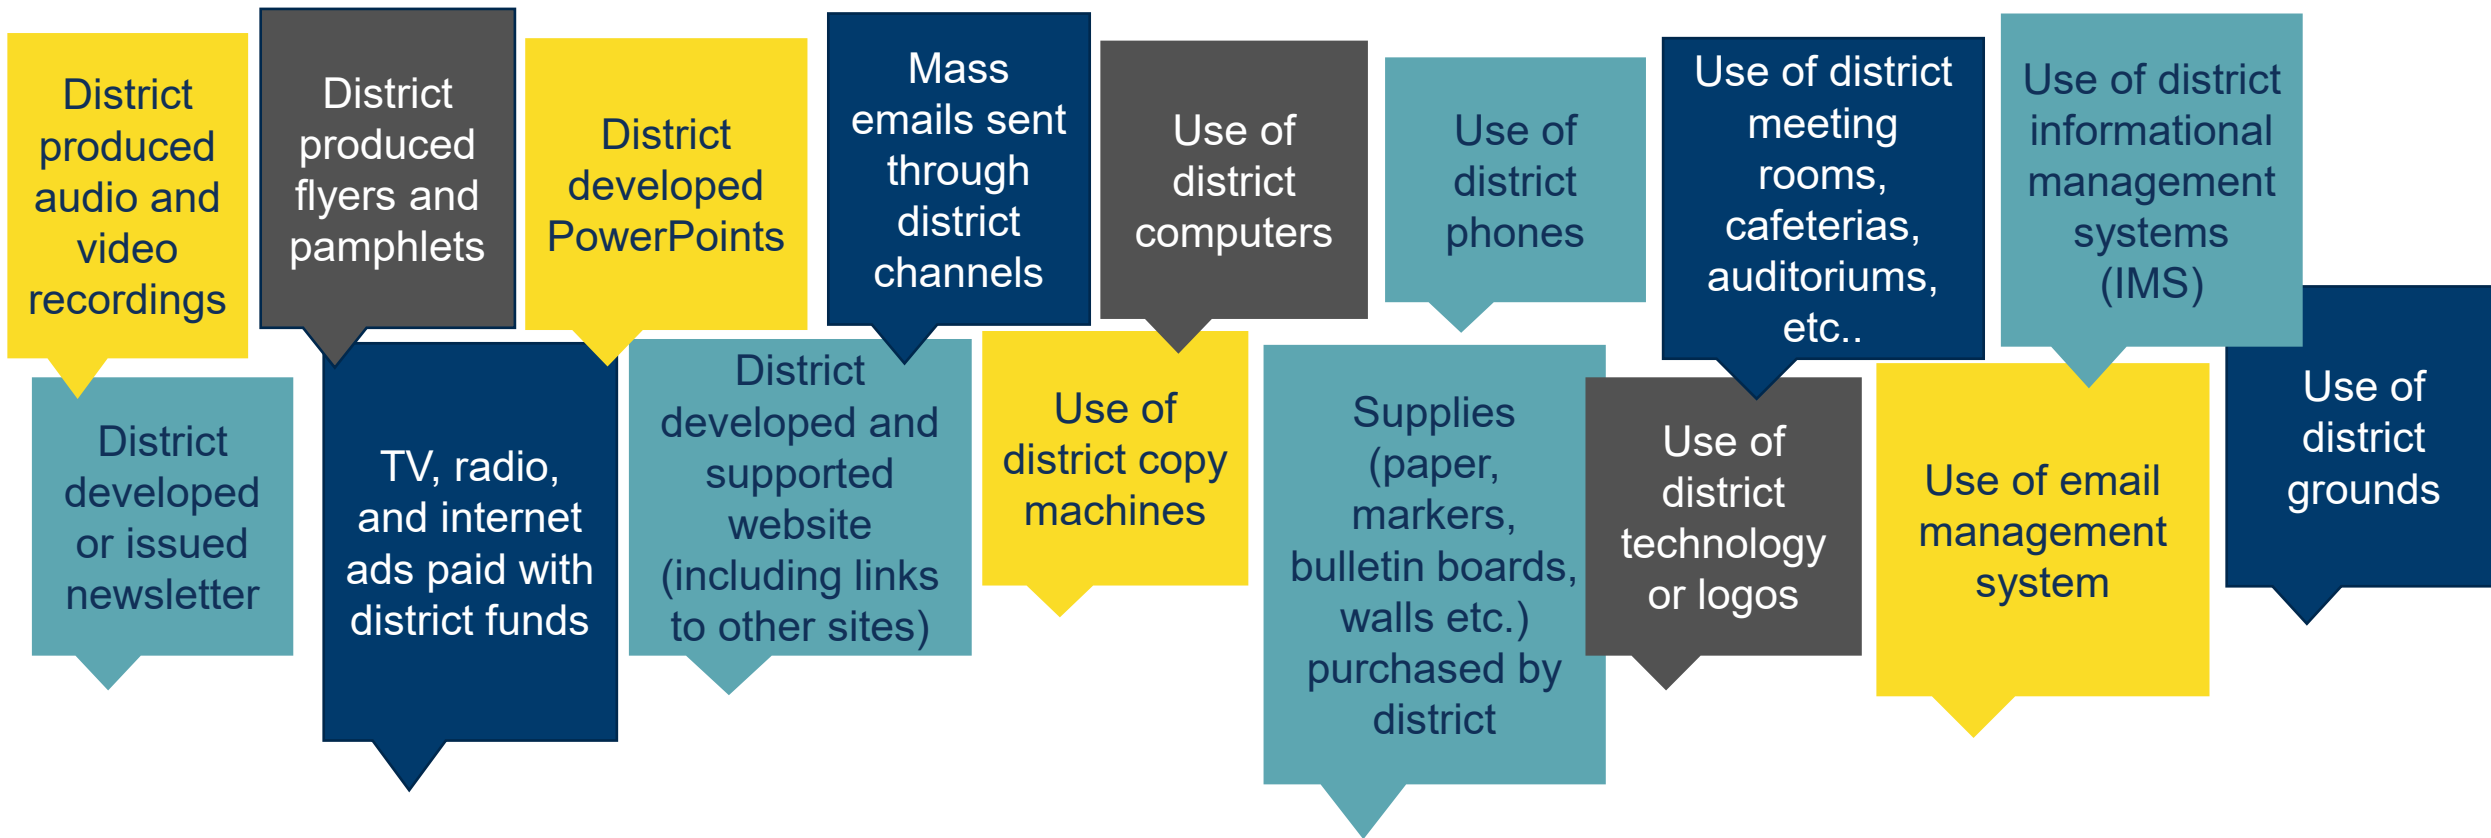 District
produced
audio and
video
recordings
District
produced
flyers and
pamphlets
District
developed
PowerPoints
Mass
emails sent
through
district
channels
Use of
district
computers
Use of
district
phones
Use of district
meeting
rooms,
cafeterias,
auditoriums,
etc..
Use of district
informational
management
systems
(IMS)
District
developed
or issued
newsletter
TV, radio,
and internet
ads paid with
district funds
District
developed and
supported
website
(including links
to other sites)
Use of
district copy
machines
Supplies
(paper,
markers,
bulletin boards,
walls etc.)
purchased by
district
Use of
district
technology
or logos
Use of email
management
system
Use of
district
grounds